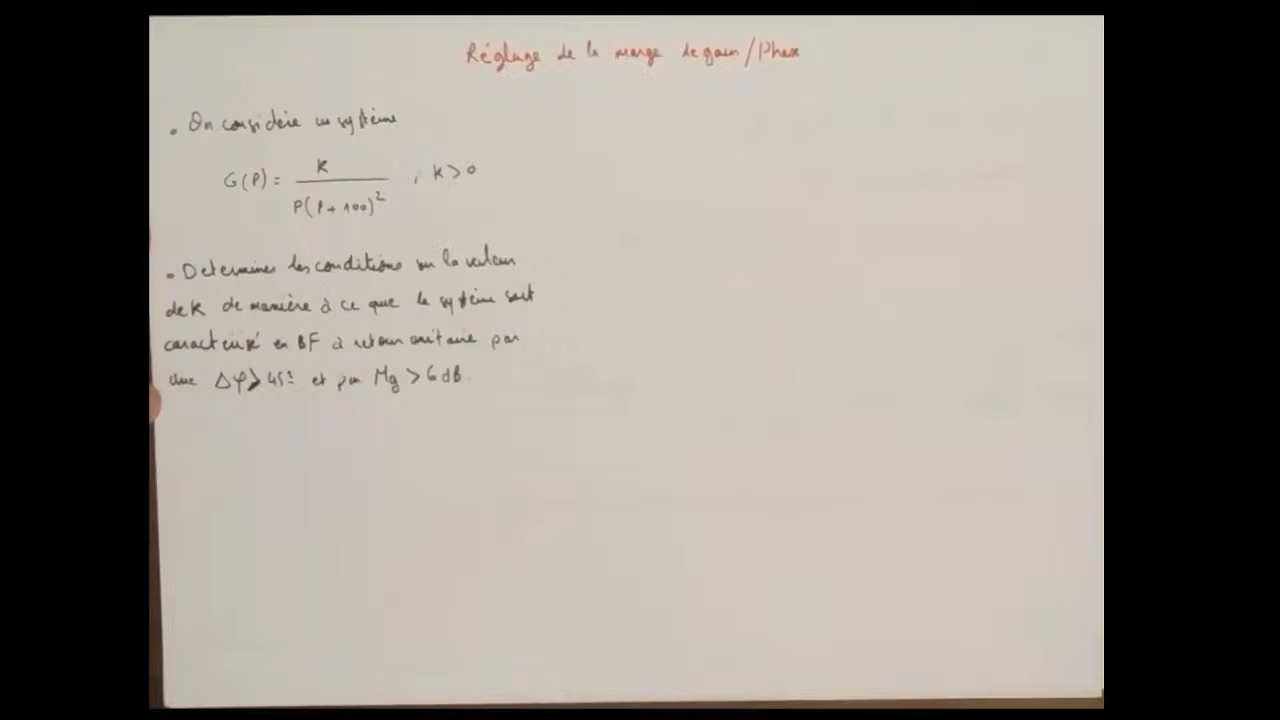 Réglage de la marge de gain/Phase
• On considère un système
G(P) = K / P(P+100)² , K>0
• Determiner les conditions sur la valeur
de K de manière à ce que le système soit
caractérisé en BF à retour unitaire par
une Δφ > 45° et par Mg > 6 dB.